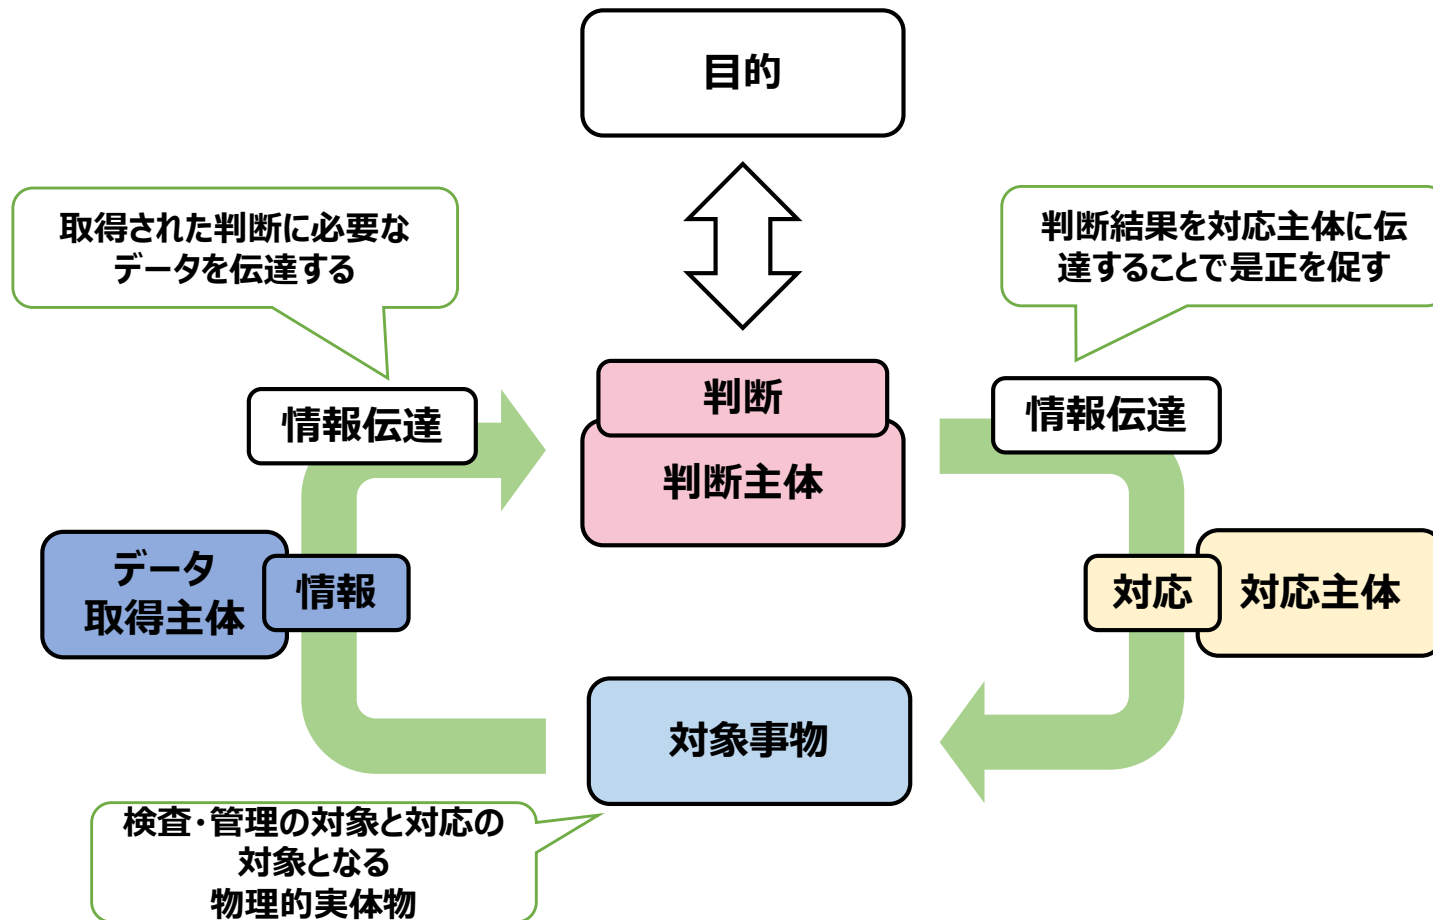 目的
取得された判断に必要な
データを伝達する
判断結果を対応主体に伝
達することで是正を促す
情報伝達
判断
情報伝達
判断主体
データ
取得主体
情報
対応
対応主体
対象事物
検査・管理の対象と対応の
対象となる
物理的実体物